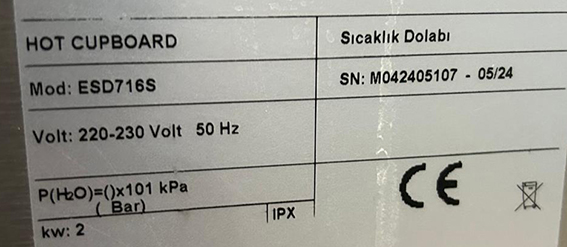 HOT CUPBOARD
Sıcaklık Dolabı
Mod: ESD716S
SN: M042405107 - 05/24
Volt: 220-230 Volt 50 Hz
P(H2O)=()x101 kPa
( Bar)
IPX
CE
kw: 2